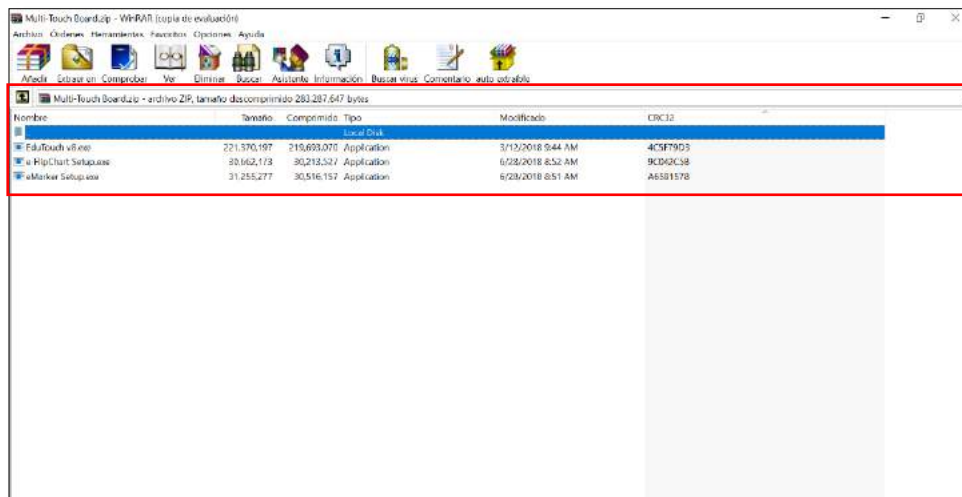 Multi-Touch Board.zip - WinRAR (copia de evaluación)
Archivo Órdenes Herramientas Favoritos Opciones Ayuda
Añadir Extraer en Comprobar Ver Eliminar Buscar Asistente Información Buscar virus Comentario auto extraíble
Multi-Touch Board.zip - archivo ZIP, tamaño descomprimido 283,287,647 bytes
Nombre Tamaño Comprimido Tipo Modificado CRC32
Local Disk
EduTouch v8.exe 221,370,197 219,693,070 Application 3/12/2018 9:44 AM 4C5F79D3
e-FlipChart Setup.exe 30,662,173 30,213,527 Application 6/28/2018 8:52 AM 9CD42C5B
eMarker Setup.exe 31,255,277 30,516,157 Application 6/28/2018 8:51 AM